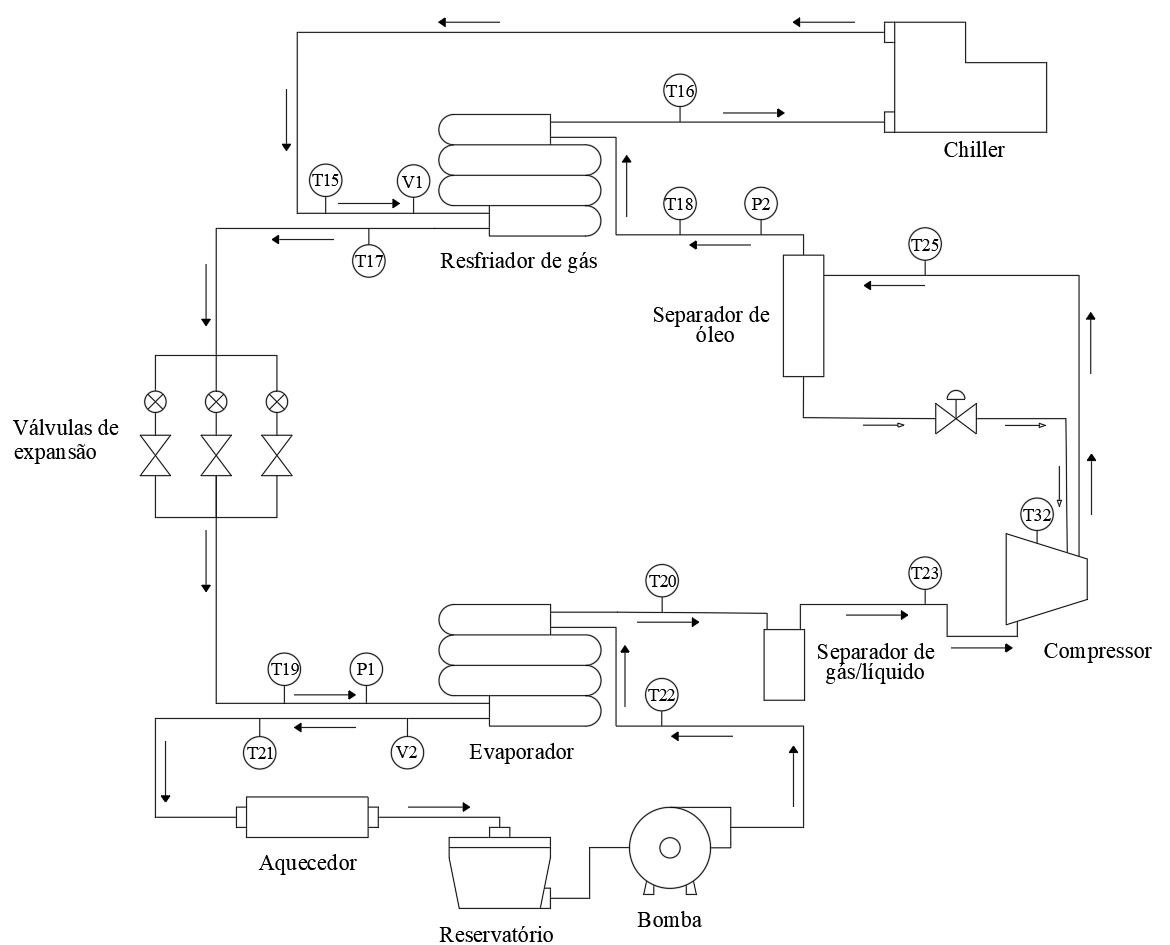 T16
Chiller
T15
V1
T18
P2
T17
Resfriador de gás
T25
Separador de
óleo
Válvulas de
expansão
T32
T20
T23
Separador de
gás/líquido
Compressor
T19
P1
T22
T21
V2
Evaporador
Aquecedor
Reservatório
Bomba